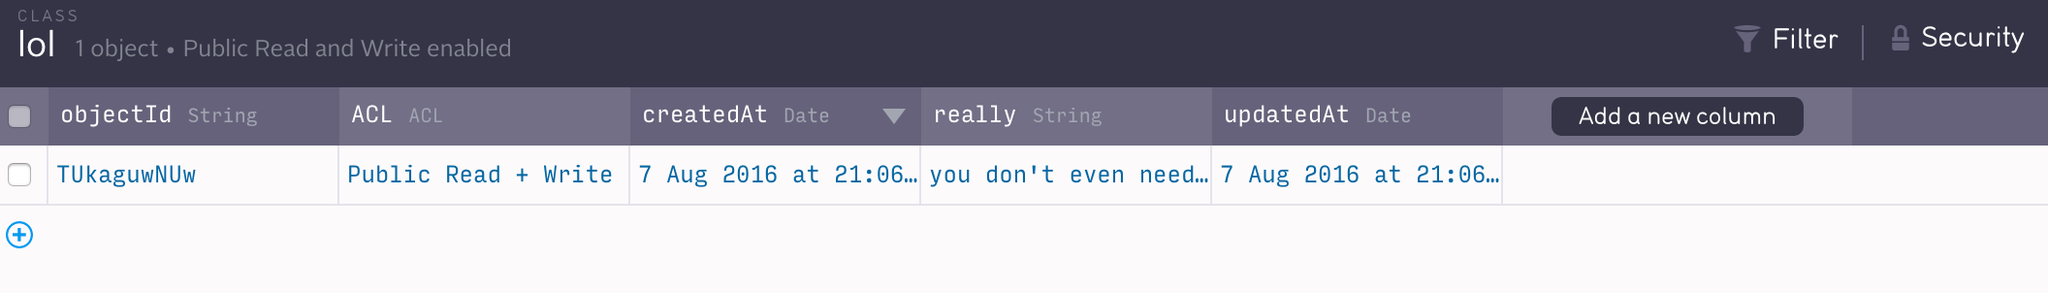 CLASS
lol 1 object • Public Read and Write enabled
Filter Security
objectId String ACL ACL createdAt Date really String updatedAt Date Add a new column
TUkaguwNUw Public Read + Write 7 Aug 2016 at 21:06… you don't even need… 7 Aug 2016 at 21:06…